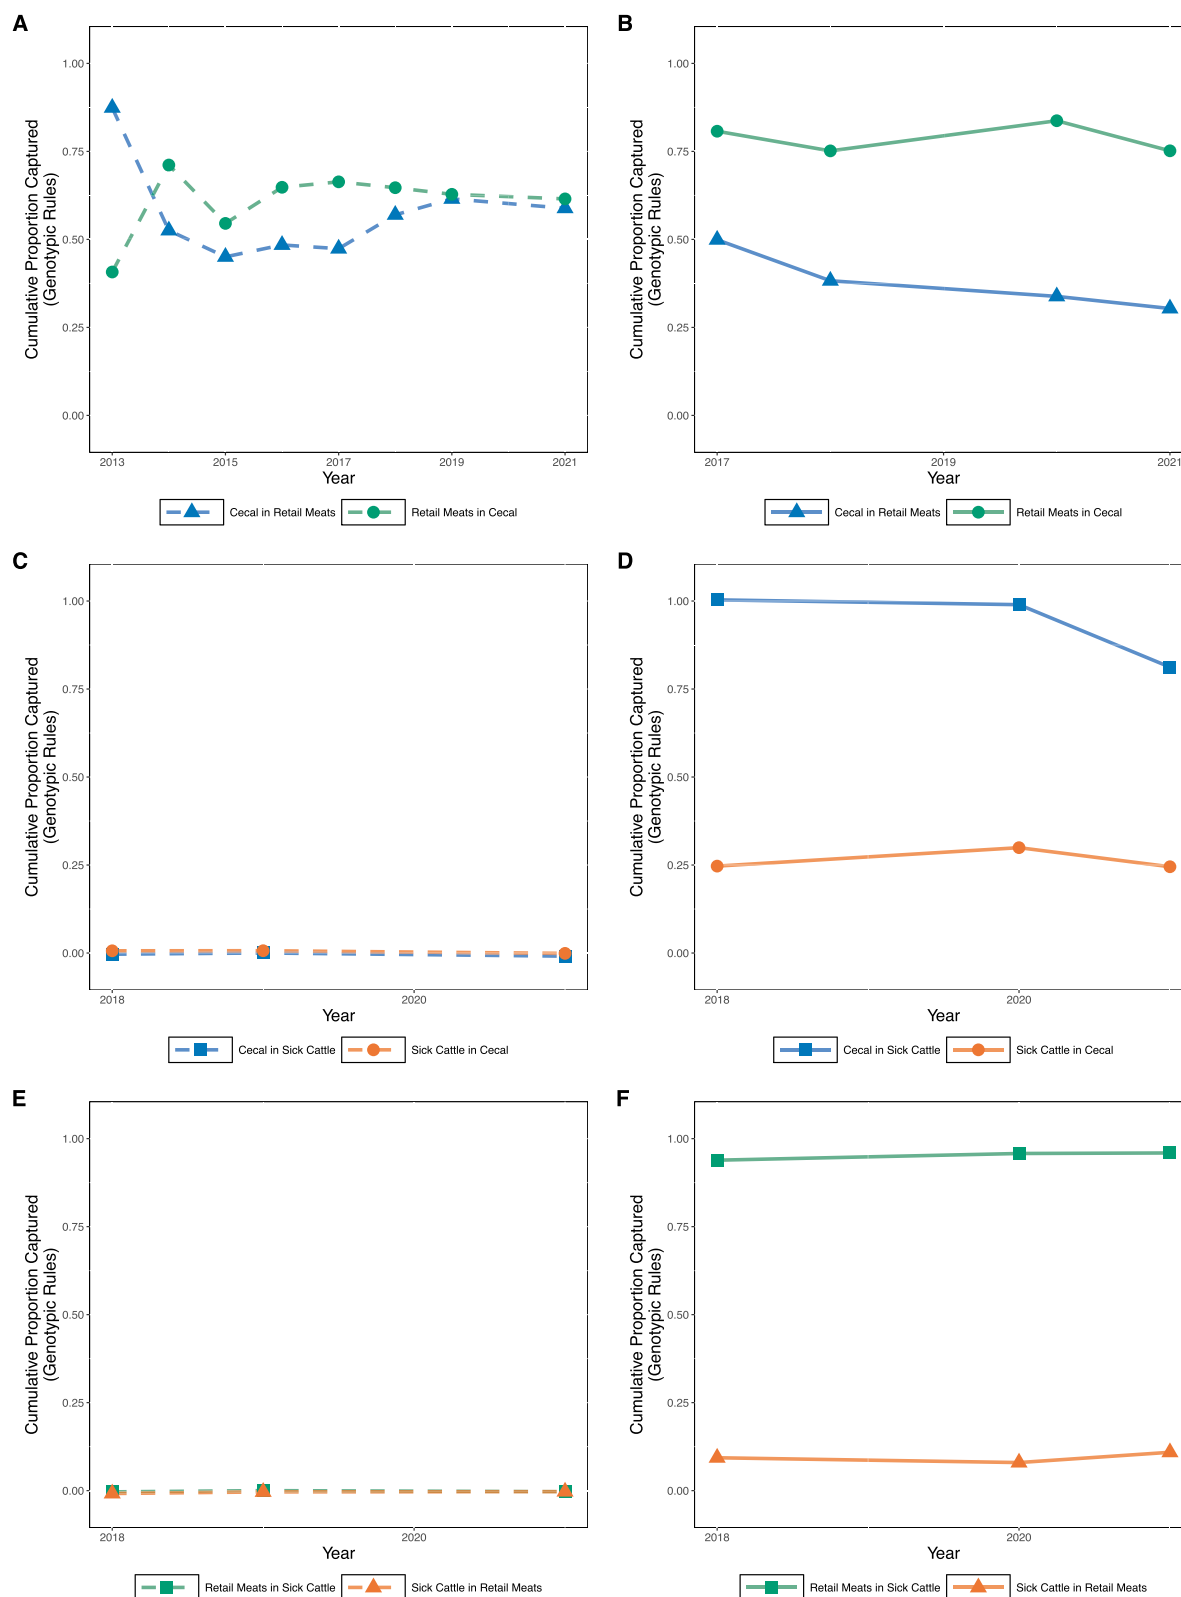 A
Cumulative Proportion Captured
(Genotypic Rules)
1.00
0.75
0.50
0.25
0.00
2013
2015
2017
2019
2021
Year
Cecal in Retail Meats
Retail Meats in Cecal
B
Cumulative Proportion Captured
(Genotypic Rules)
1.00
0.75
0.50
0.25
0.00
2017
2019
2021
Year
Cecal in Retail Meats
Retail Meats in Cecal
C
Cumulative Proportion Captured
(Genotypic Rules)
1.00
0.75
0.50
0.25
0.00
2018
2020
Year
Cecal in Sick Cattle
Sick Cattle in Cecal
D
Cumulative Proportion Captured
(Genotypic Rules)
1.00
0.75
0.50
0.25
0.00
2018
2020
Year
Cecal in Sick Cattle
Sick Cattle in Cecal
E
Cumulative Proportion Captured
(Genotypic Rules)
1.00
0.75
0.50
0.25
0.00
2018
2020
Year
Retail Meats in Sick Cattle
Sick Cattle in Retail Meats
F
Cumulative Proportion Captured
(Genotypic Rules)
1.00
0.75
0.50
0.25
0.00
2018
2020
Year
Retail Meats in Sick Cattle
Sick Cattle in Retail Meats